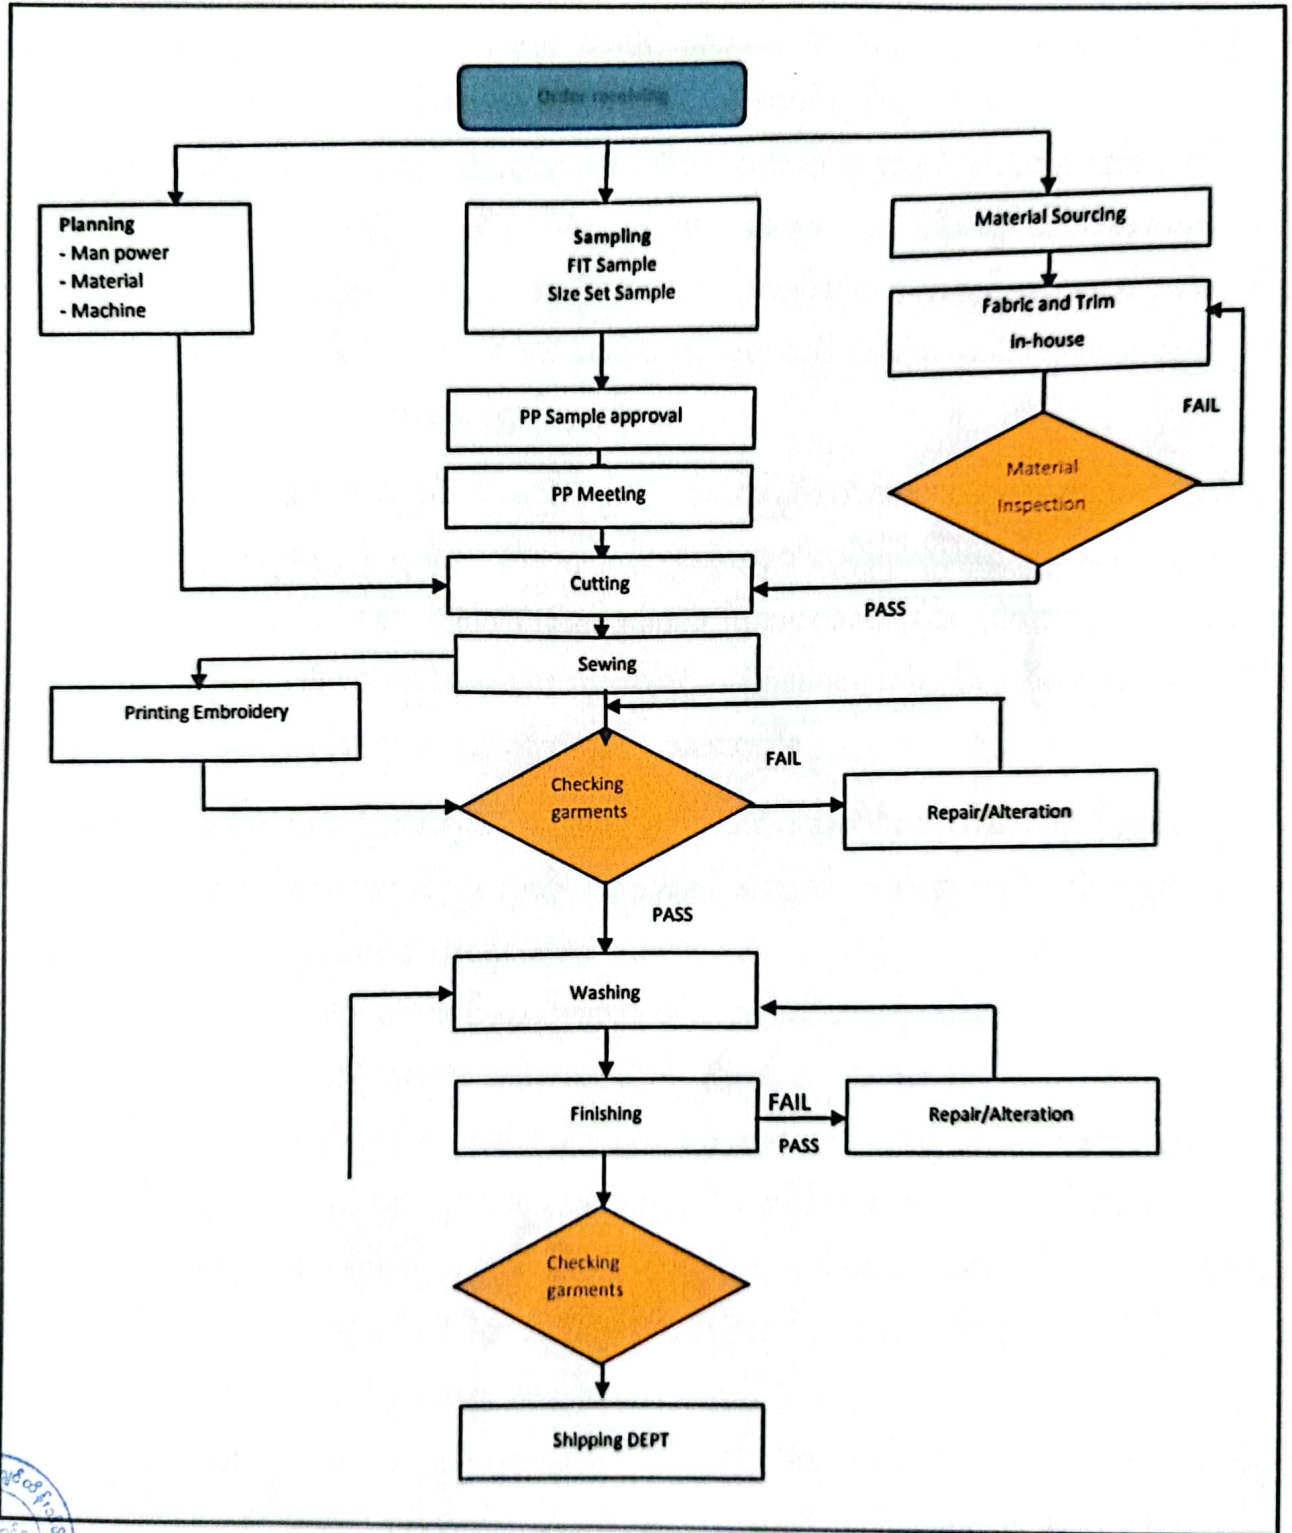 Order receiving
Planning
- Man power
- Material
- Machine
Sampling
FIT Sample
Size Set Sample
Material Sourcing
Fabric and Trim
In-house
FAIL
PP Sample approval
Material
Inspection
PP Meeting
Cutting
PASS
Sewing
Printing Embroidery
FAIL
Checking
garments
Repair/Alteration
PASS
Washing
Finishing
FAIL
PASS
Repair/Alteration
Checking
garments
Shipping DEPT